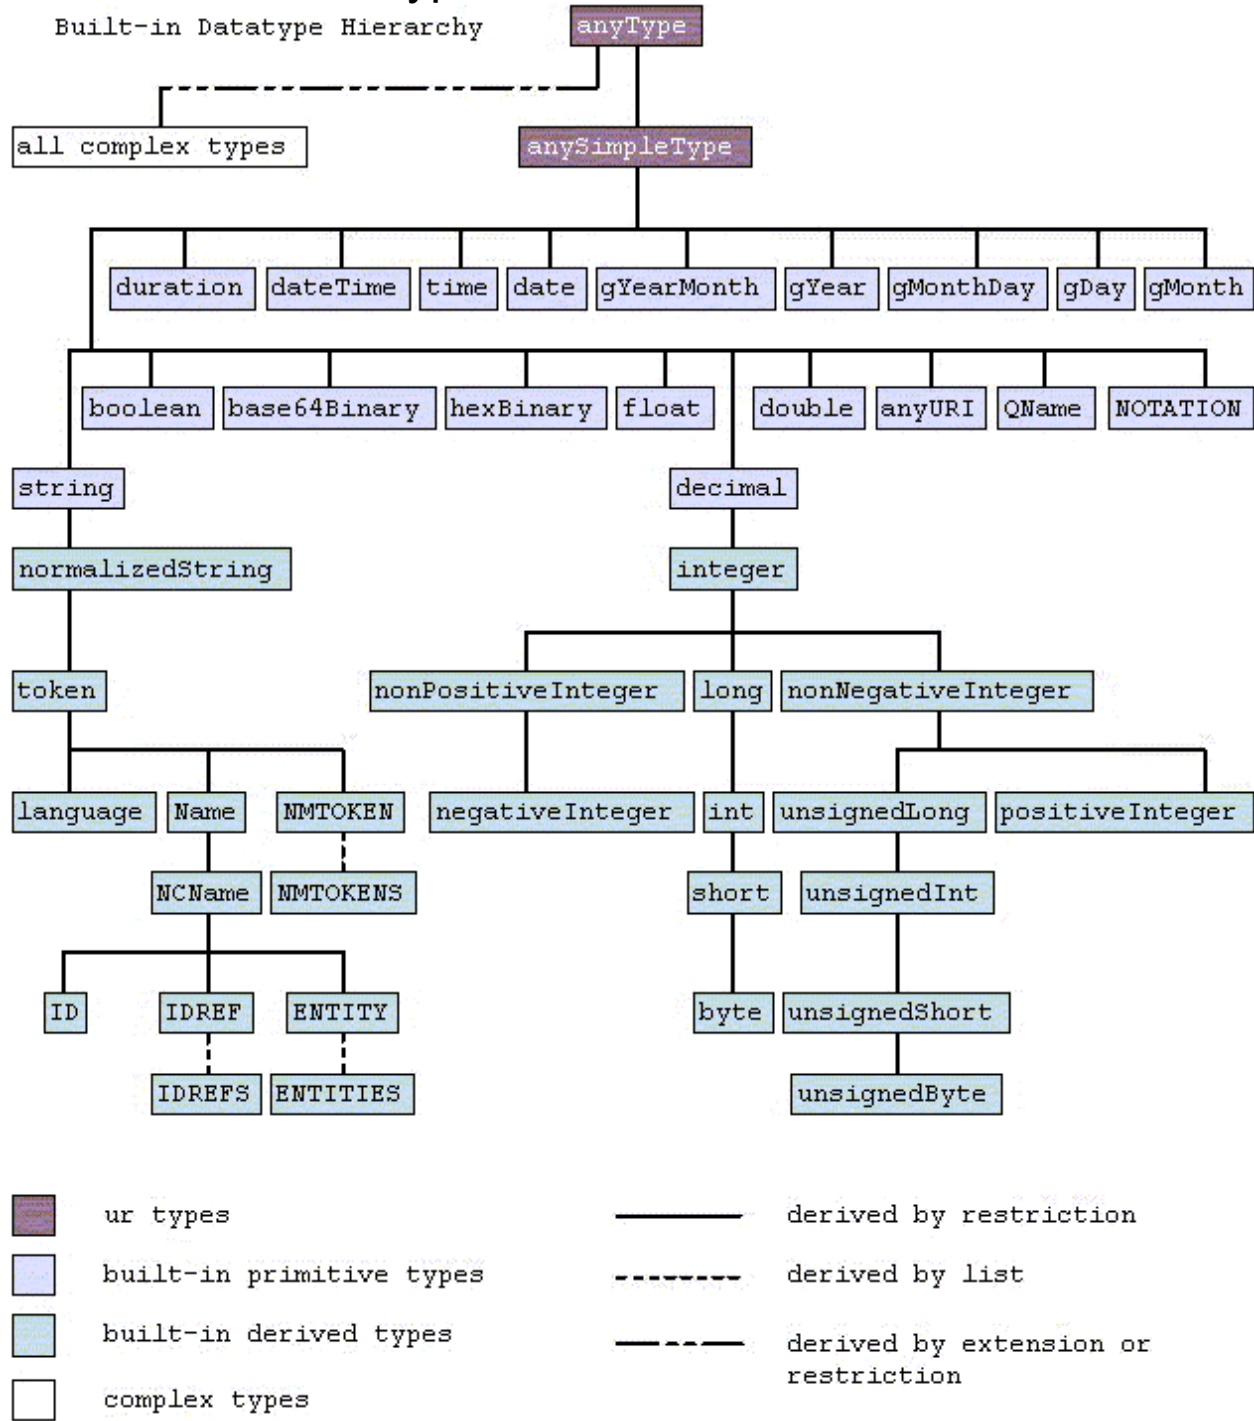 Built-in Datatype Hierarchy
anyType
all complex types
anySimpleType
duration dateTime time date gYearMonth gYear gMonthDay gDay gMonth
boolean base64Binary hexBinary float double anyURI QName NOTATION
string decimal
normalizedString integer
token nonPositiveInteger long nonNegativeInteger
language Name NMTOKEN negativeInteger int unsignedLong positiveInteger
NCName NMTOKENS short unsignedInt
ID IDREF ENTITY byte unsignedShort
IDREFS ENTITIES unsignedByte
ur types derived by restriction
built-in primitive types derived by list
built-in derived types derived by extension or
restriction
complex types